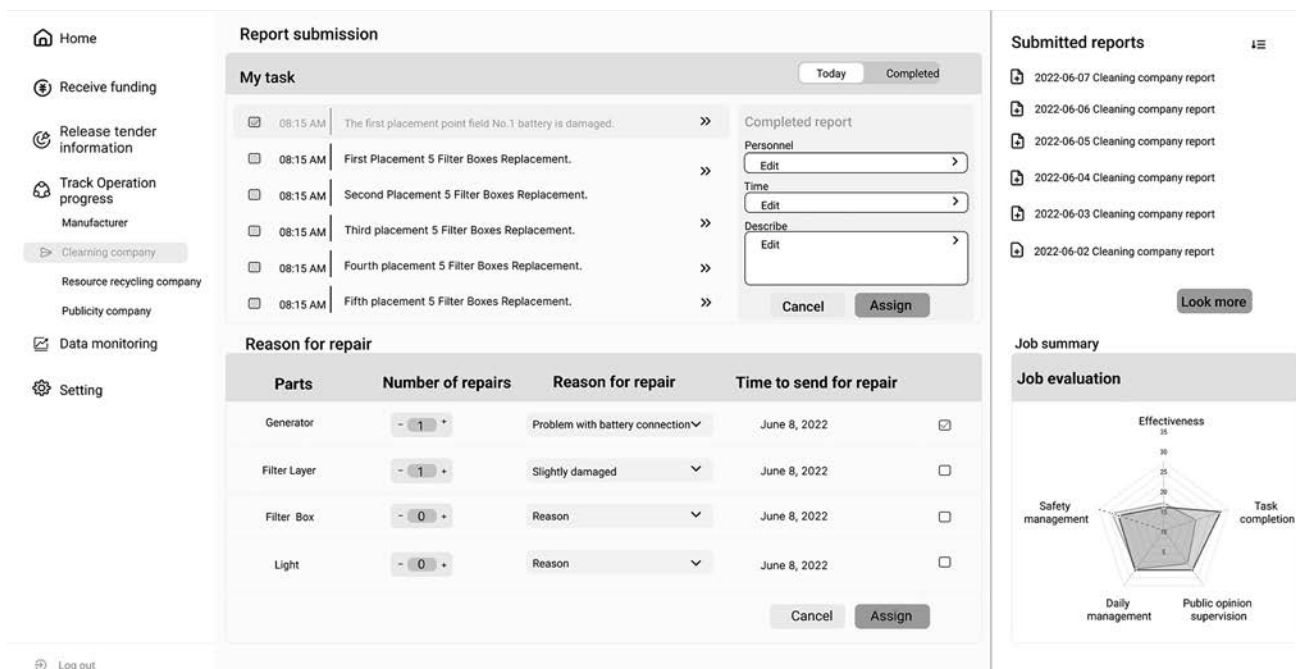 Home
Receive funding
Release tender
information
Track Operation
progress
Manufacturer
Clearning company
Resource recycling company
Publicity company
Data monitoring
Setting
Log out
Report submission
My task
Today
Completed
08:15 AM The first placement point field No.1 battery is damaged. »
08:15 AM First Placement 5 Filter Boxes Replacement. »
08:15 AM Second Placement 5 Filter Boxes Replacement.
08:15 AM Third placement 5 Filter Boxes Replacement. »
08:15 AM Fourth placement 5 Filter Boxes Replacement. »
08:15 AM Fifth placement 5 Filter Boxes Replacement. »
Completed report
Personnel
Edit >
Time
Edit >
Describe
Edit >
Cancel
Assign
Reason for repair
Parts Number of repairs Reason for repair Time to send for repair
Generator - 1 + Problem with battery connection June 8, 2022
Filter Layer - 1 + Slightly damaged June 8, 2022
Filter Box - 0 + Reason June 8, 2022
Light - 0 + Reason June 8, 2022
Cancel
Assign
Submitted reports
2022-06-07 Cleaning company report
2022-06-06 Cleaning company report
2022-06-05 Cleaning company report
2022-06-04 Cleaning company report
2022-06-03 Cleaning company report
2022-06-02 Cleaning company report
Look more
Job summary
Job evaluation
Effectiveness
35
30
25
20
15
10
5
Safety
management
Task
completion
Daily
management
Public opinion
supervision